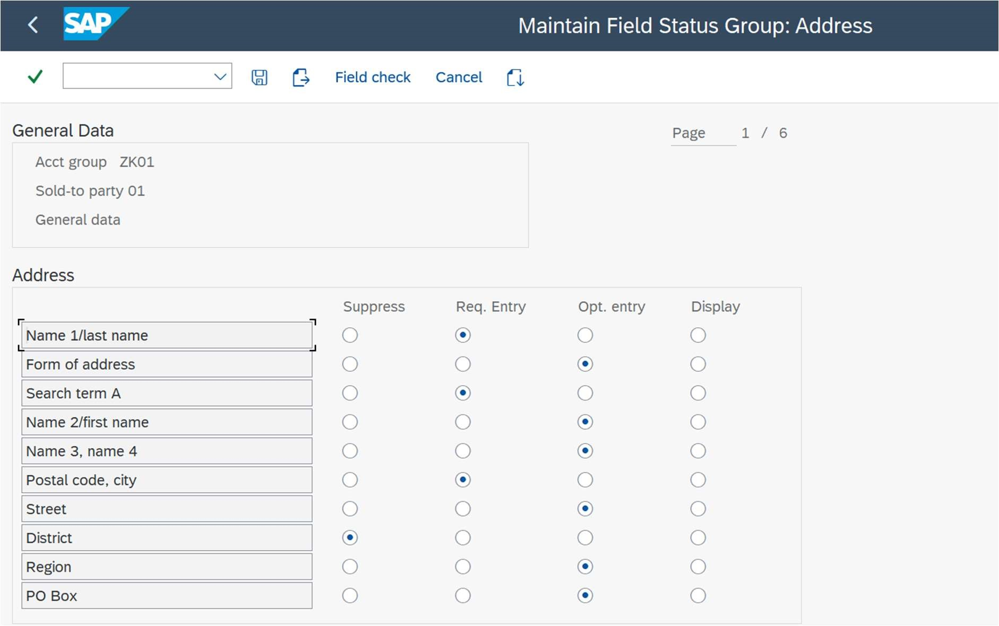 SAP
Maintain Field Status Group: Address
Field check Cancel
General Data
Page 1 / 6
Acct group ZK01
Sold-to party 01
General data
Address
Suppress Req. Entry Opt. entry Display
Name 1/last name
Form of address
Search term A
Name 2/first name
Name 3, name 4
Postal code, city
Street
District
Region
PO Box